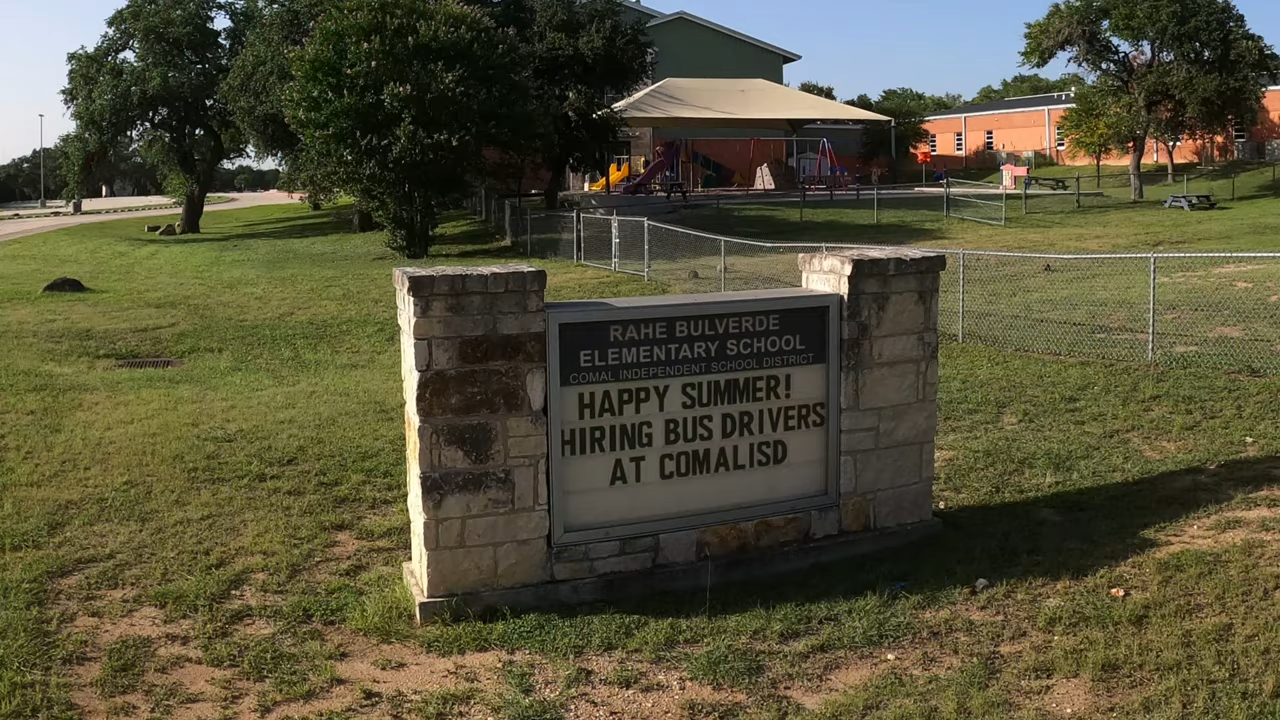 RAHE BULVERDE
ELEMENTARY SCHOOL
COMAL INDEPENDENT SCHOOL DISTRICT
HAPPY SUMMER!
HIRING BUS DRIVERS
AT COMALISD